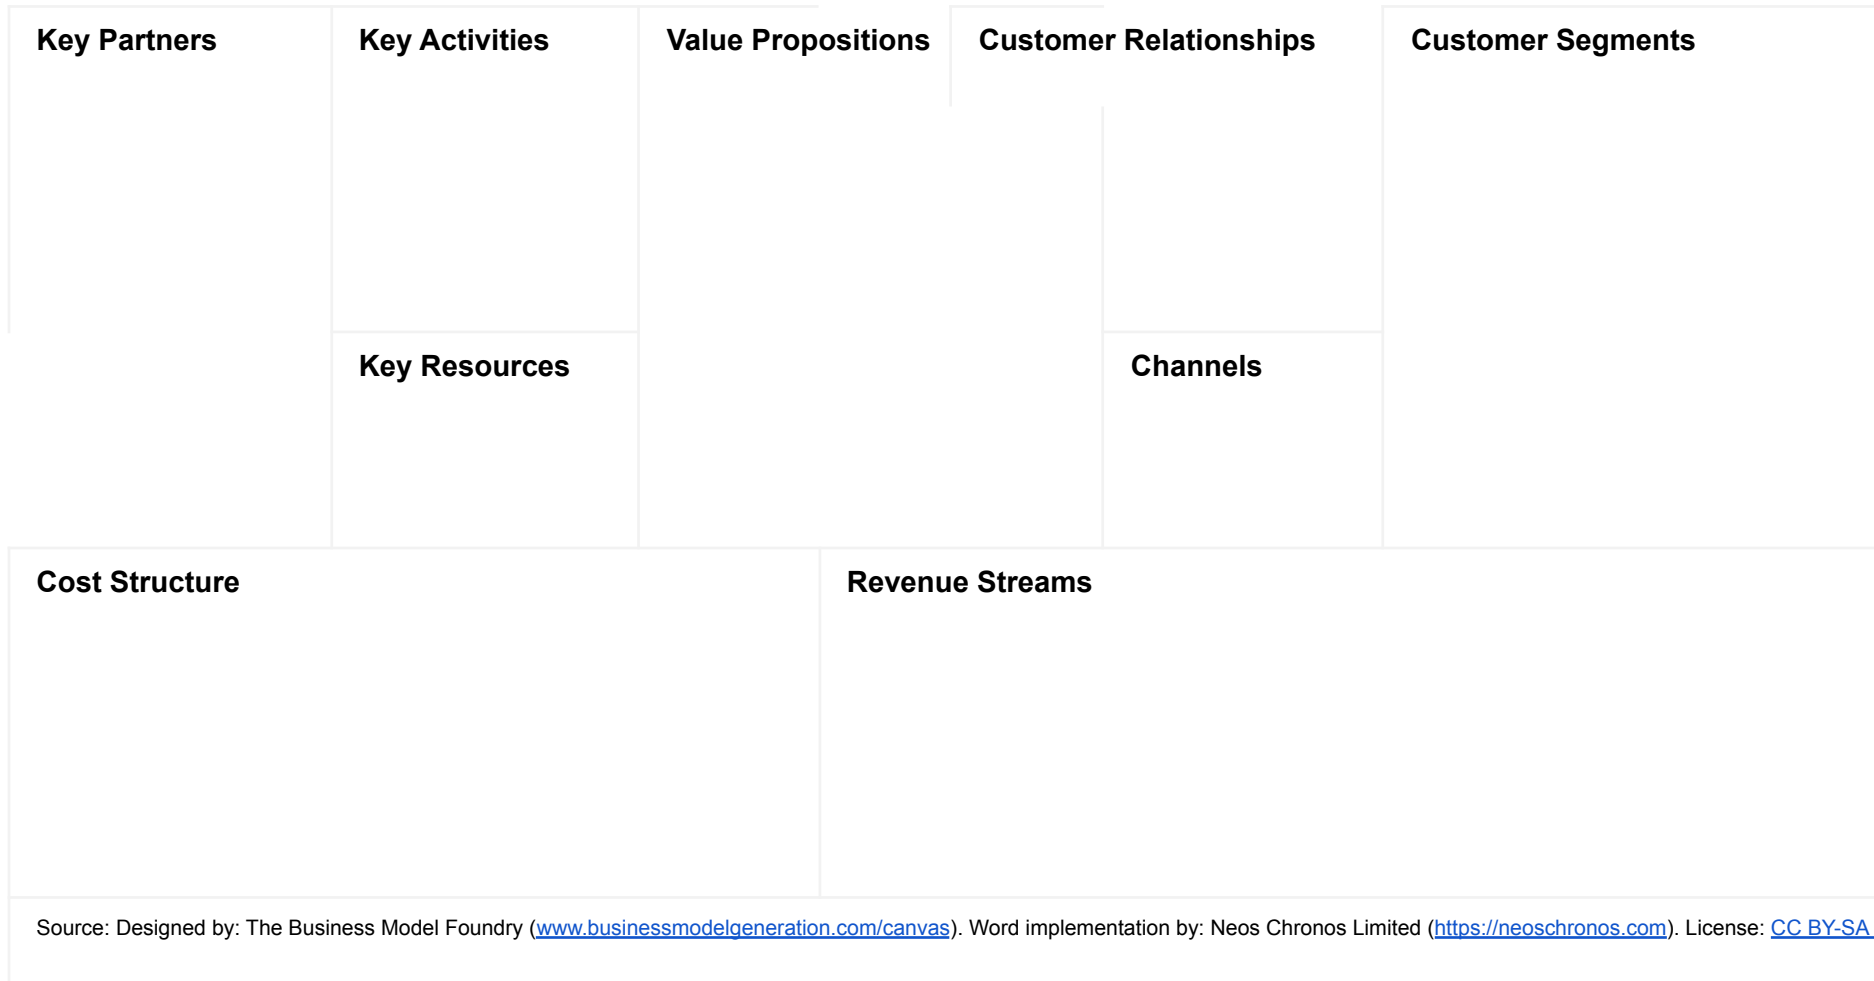 Key Partners
Key Activities
Value Propositions
Customer Relationships
Customer Segments
Key Resources
Channels
Cost Structure
Revenue Streams
Source: Designed by: The Business Model Foundry (www.businessmodelgeneration.com/canvas). Word implementation by: Neos Chronos Limited (https://neoschronos.com). License: CC BY-SA